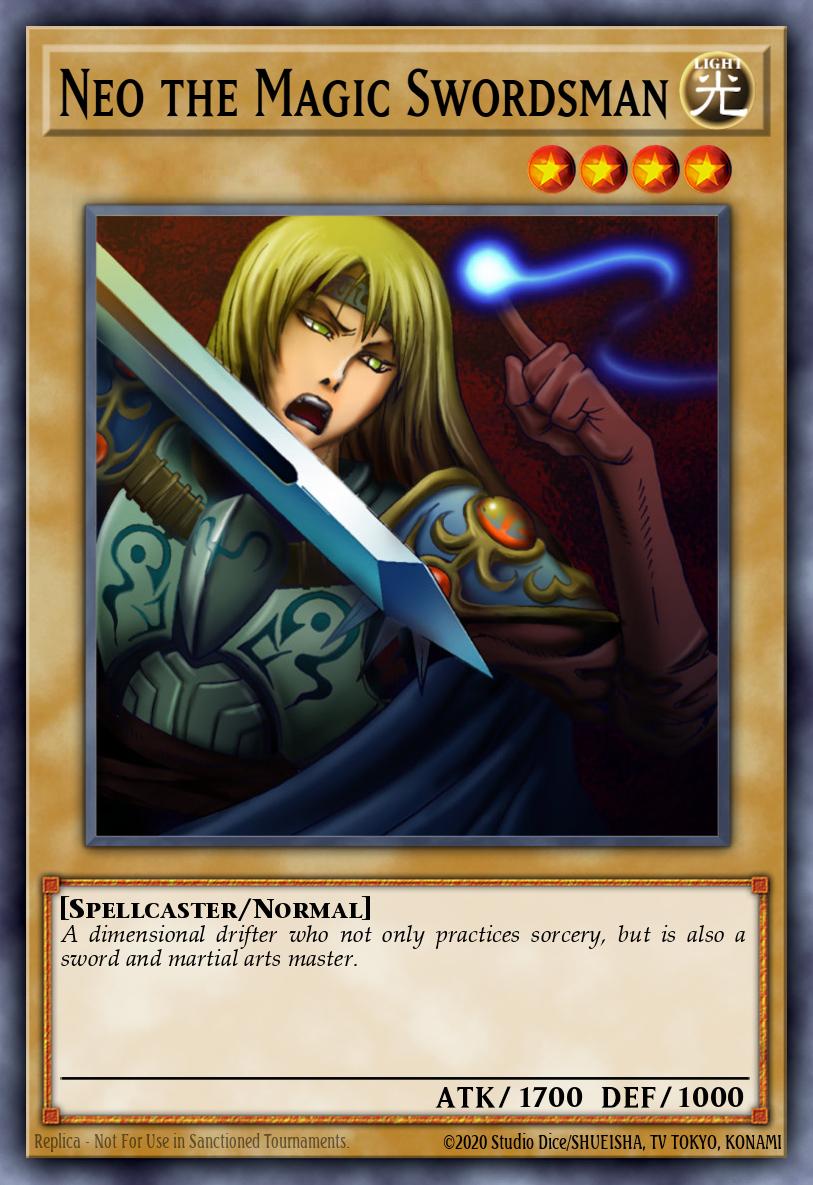 Neo the Magic Swordsman
LIGHT
光
[Spellcaster/Normal]
A dimensional drifter who not only practices sorcery, but is also a
sword and martial arts master.
ATK/ 1700 DEF/ 1000
Replica - Not For Use in Sanctioned Tournaments.
©2020 Studio Dice/SHUEISHA, TV TOKYO, KONAMI